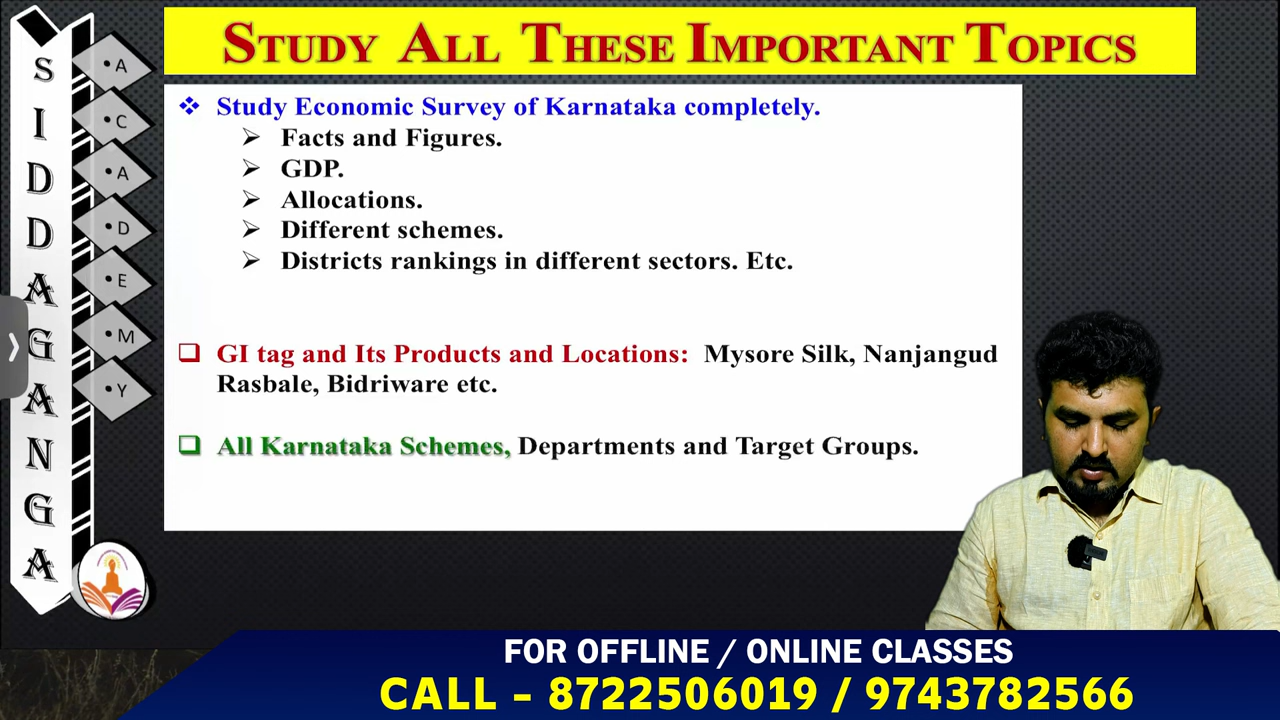 STUDY ALL THESE IMPORTANT TOPICS
SIDDAGANGA
• A
• C
• A
• D
• E
• M
• Y
❖ Study Economic Survey of Karnataka completely.
➢ Facts and Figures.
➢ GDP.
➢ Allocations.
➢ Different schemes.
➢ Districts rankings in different sectors. Etc.
❑ GI tag and Its Products and Locations: Mysore Silk, Nanjangud
Rasbale, Bidriware etc.
❑ All Karnataka Schemes, Departments and Target Groups.
FOR OFFLINE / ONLINE CLASSES
CALL – 8722506019 / 9743782566